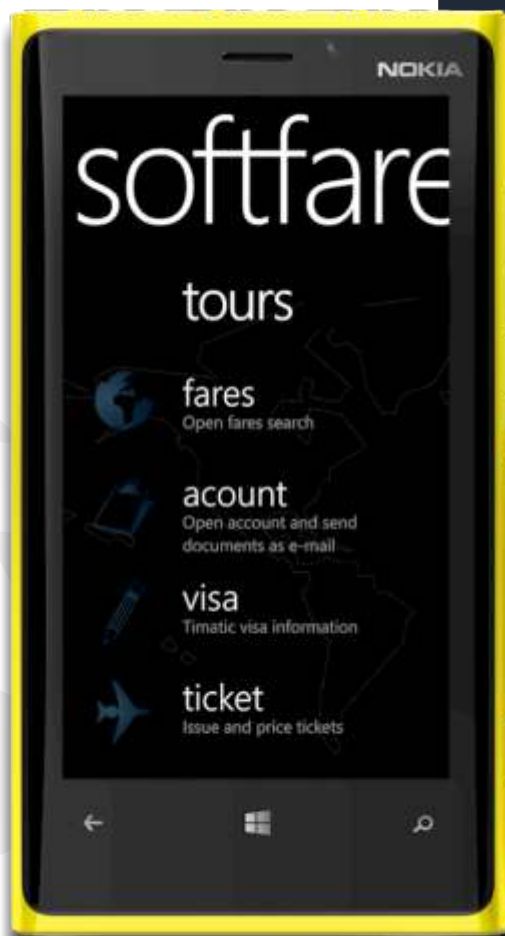 NOKIA
softfare
tours
fares
Open fares search
acount
Open account and send
documents as e-mail
visa
Timatic visa information
ticket
Issue and price tickets